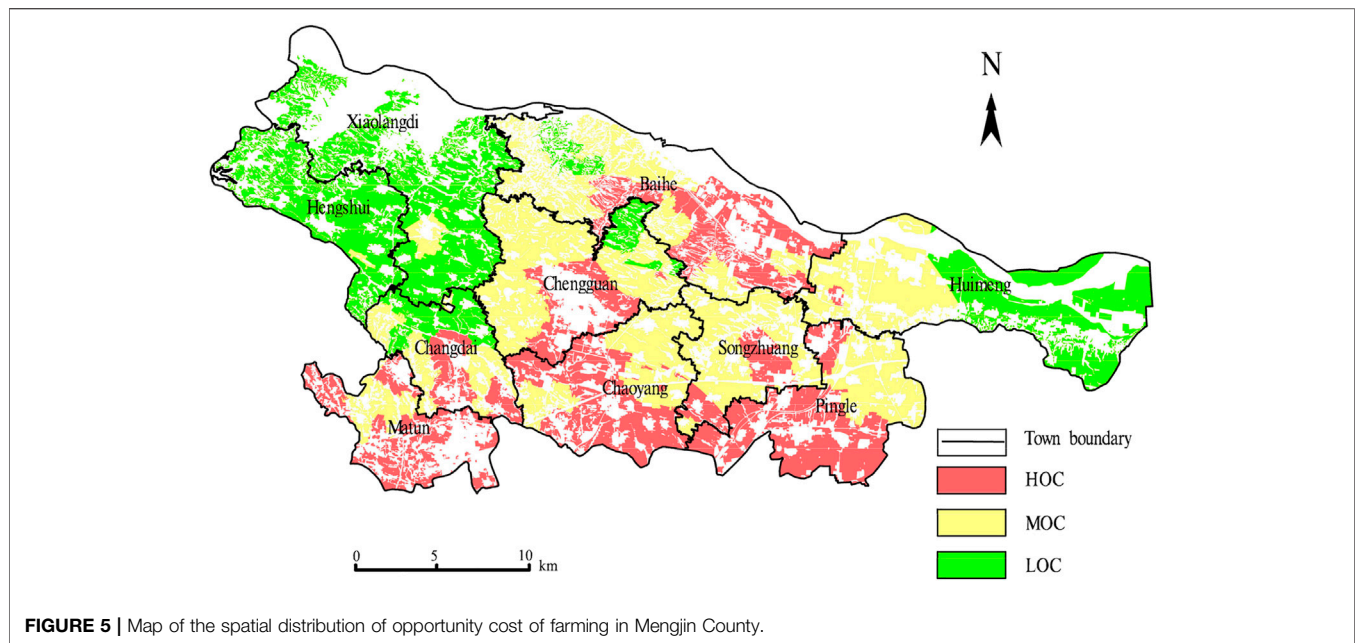 N
Xiaolangdi
Baihe
Hengshui
Chengguan
Huimeng
Changdai
Songzhuang
Chaoyang
Pingle
Matun
Town boundary
HOC
MOC
LOC
0 5 10
km
FIGURE 5 | Map of the spatial distribution of opportunity cost of farming in Mengjin County.